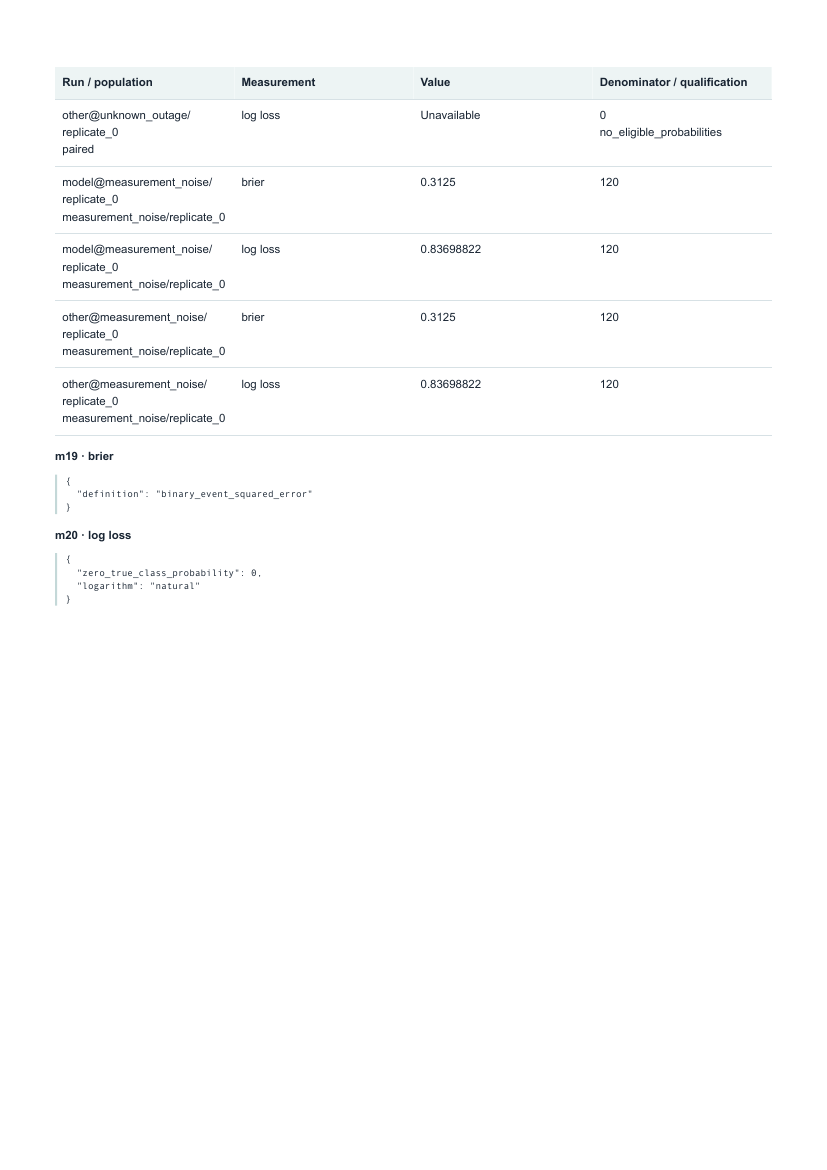 Run / population Measurement Value Denominator / qualification
other@unknown_outage/ log loss Unavailable 0
replicate_0 no_eligible_probabilities
paired
model@measurement_noise/ brier 0.3125 120
replicate_0
measurement_noise/replicate_0
model@measurement_noise/ log loss 0.83698822 120
replicate_0
measurement_noise/replicate_0
other@measurement_noise/ brier 0.3125 120
replicate_0
measurement_noise/replicate_0
other@measurement_noise/ log loss 0.83698822 120
replicate_0
measurement_noise/replicate_0
m19 · brier
{
  "definition": "binary_event_squared_error"
}
m20 · log loss
{
  "zero_true_class_probability": 0,
  "logarithm": "natural"
}